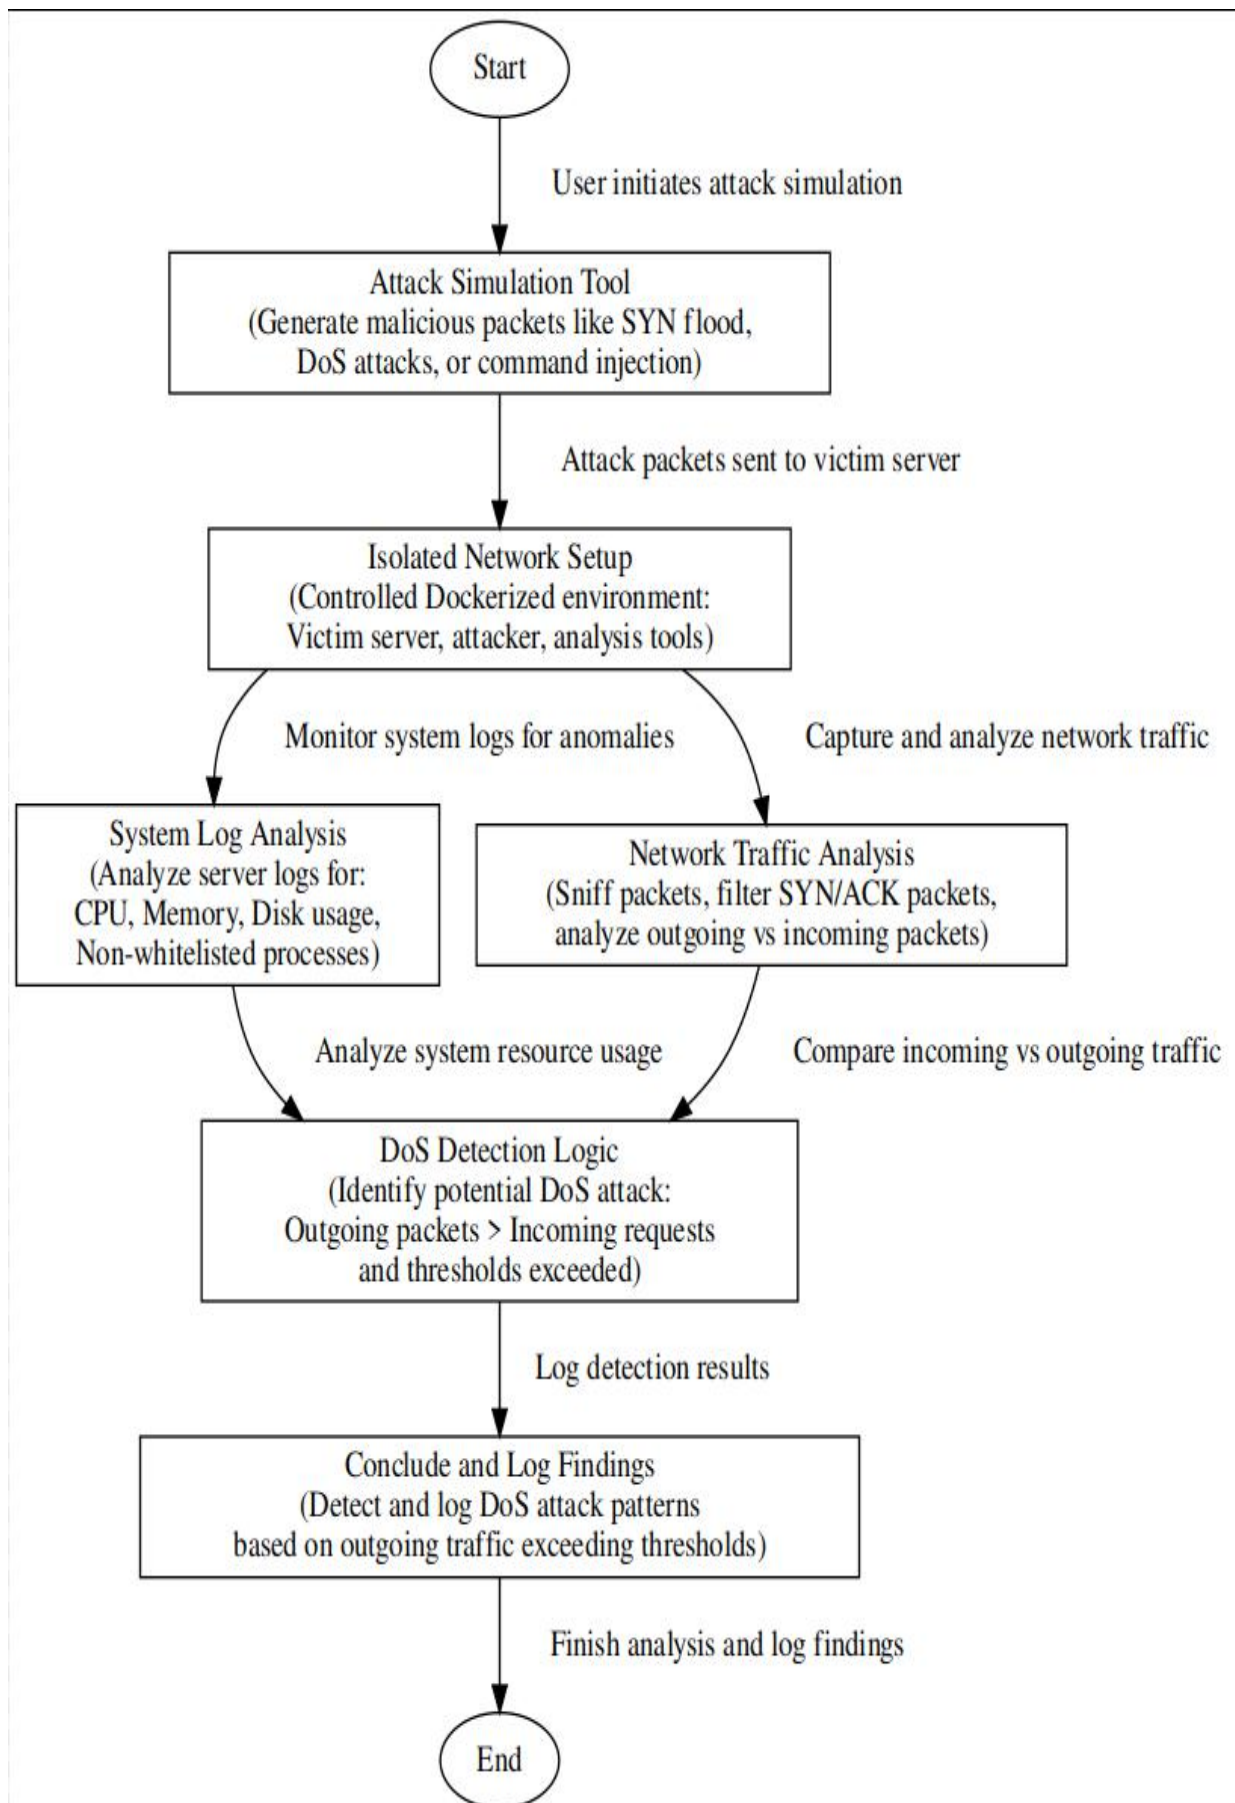 Start
User initiates attack simulation
Attack Simulation Tool
(Generate malicious packets like SYN flood,
DoS attacks, or command injection)
Attack packets sent to victim server
Isolated Network Setup
(Controlled Dockerized environment:
Victim server, attacker, analysis tools)
Monitor system logs for anomalies
Capture and analyze network traffic
System Log Analysis
(Analyze server logs for:
CPU, Memory, Disk usage,
Non-whitelisted processes)
Network Traffic Analysis
(Sniff packets, filter SYN/ACK packets,
analyze outgoing vs incoming packets)
Analyze system resource usage
Compare incoming vs outgoing traffic
DoS Detection Logic
(Identify potential DoS attack:
Outgoing packets > Incoming requests
and thresholds exceeded)
Log detection results
Conclude and Log Findings
(Detect and log DoS attack patterns
based on outgoing traffic exceeding thresholds)
Finish analysis and log findings
End